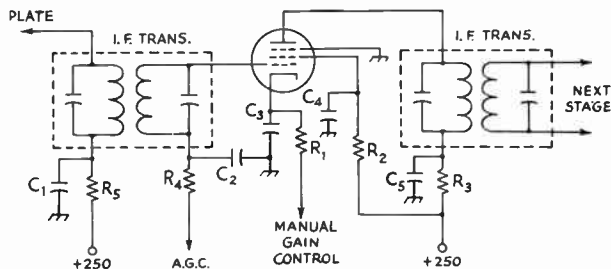 PLATE
I.F. TRANS.
I.F. TRANS.
NEXT
STAGE
C3
C4
C1
R5
R4
C2
R1
R2
C5
R3
MANUAL
GAIN
CONTROL
+250
A.G.C.
+250